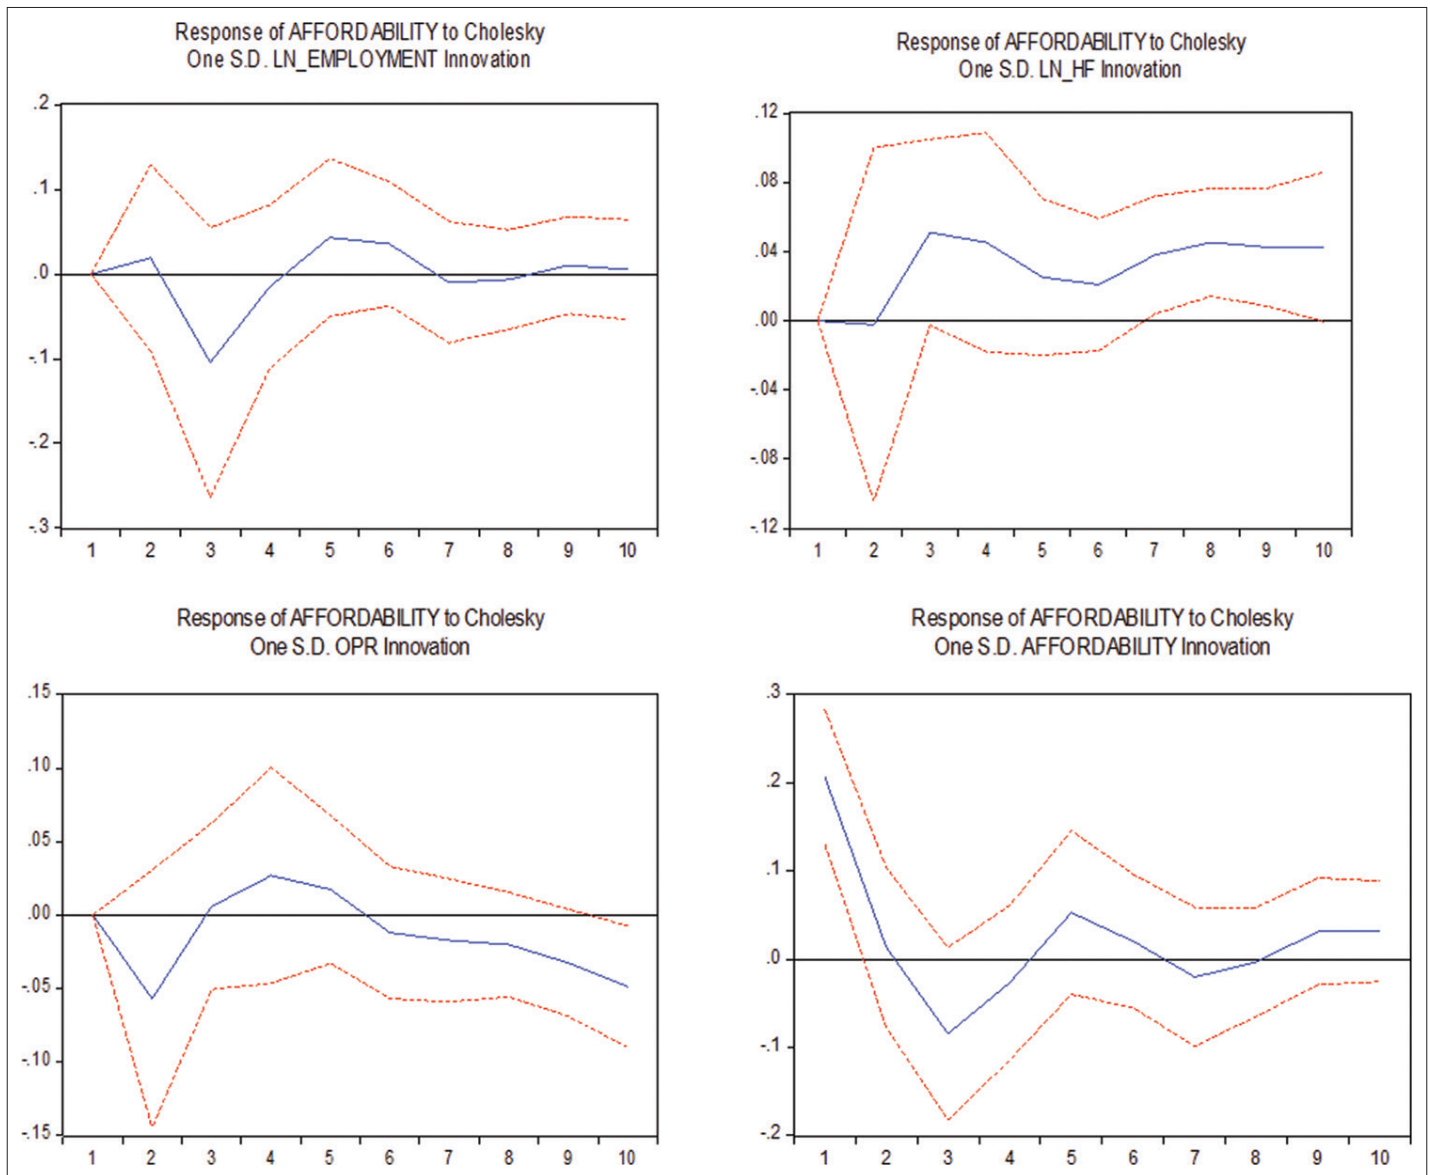 Response of AFFORDABILITY to Cholesky
One S.D. LN_EMPLOYMENT Innovation
.2
.1
.0
-.1
-.2
-.3
1 2 3 4 5 6 7 8 9 10
Response of AFFORDABILITY to Cholesky
One S.D. LN_HF Innovation
.12
.08
.04
.00
-.04
-.08
-.12
1 2 3 4 5 6 7 8 9 10
Response of AFFORDABILITY to Cholesky
One S.D. OPR Innovation
.15
.10
.05
.00
-.05
-.10
-.15
1 2 3 4 5 6 7 8 9 10
Response of AFFORDABILITY to Cholesky
One S.D. AFFORDABILITY Innovation
.3
.2
.1
.0
-.1
-.2
1 2 3 4 5 6 7 8 9 10